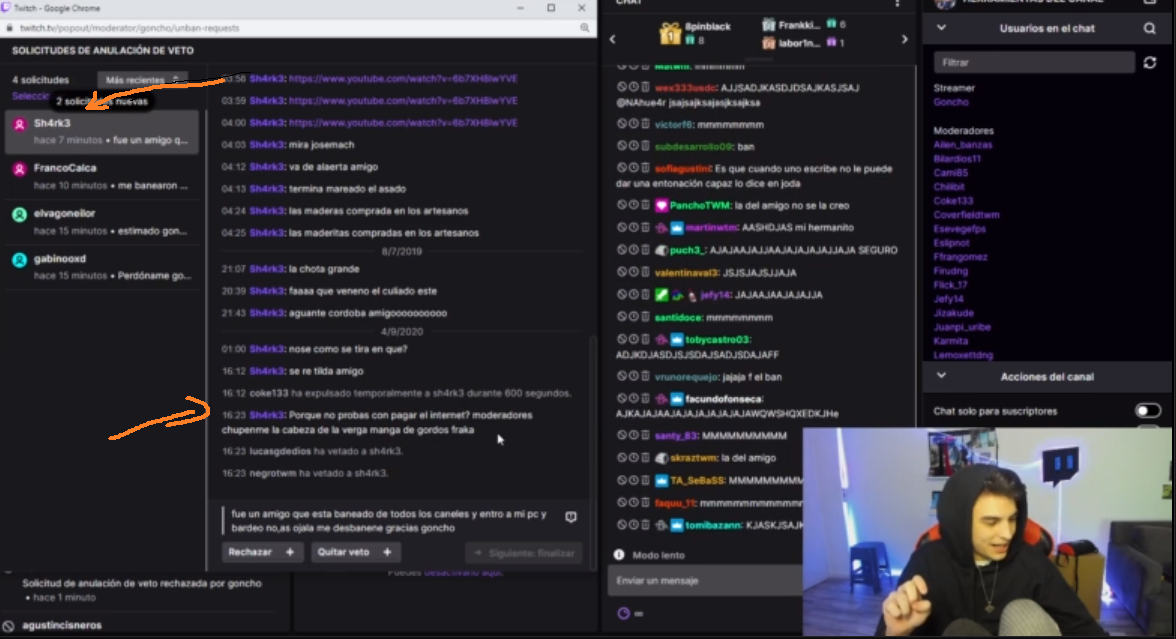 Twitch - Google Chrome
twitch.tv/popout/moderator/goncho/unban-requests
SOLICITUDES DE ANULACIÓN DE VETO
4 solicitudes
Más recientes
2 solicitudes nuevas
Sh4rk3
hace 7 minutos • fue un amigo q...
FrancoCalca
hace 10 minutos • me banearon ...
elvagoneilor
hace 15 minutos • estimado gon...
gabinooxd
hace 15 minutos • Perdóname go...
03:58 Sh4rk3: https://www.youtube.com/watch?v=6b7XHBlwYVE
03:59 Sh4rk3: https://www.youtube.com/watch?v=6b7XHBlwYVE
04:00 Sh4rk3: https://www.youtube.com/watch?v=6b7XHBlwYVE
04:03 Sh4rk3: mira josemach
04:12 Sh4rk3: va de alaerta amigo
04:13 Sh4rk3: termina mareado el asado
04:24 Sh4rk3: las maderas comprada en los artesanos
04:25 Sh4rk3: las maderitas compradas en los artesanos
8/7/2019
21:07 Sh4rk3: la chota grande
20:39 Sh4rk3: faaaa que veneno el culiado este
21:43 Sh4rk3: aguante cordoba amigooooooooo
4/9/2020
01:00 Sh4rk3: nose como se tira en que?
16:12 Sh4rk3: se re tilda amigo
16:12 coke133 ha expulsado temporalmente a sh4rk3 durante 600 segundos.
16:23 Sh4rk3: Porque no probas con pagar el internet? moderadores
chupenme la cabeza de la verga manga de gordos fraka
16:23 lucasgdedios ha vetado a sh4rk3.
16:23 negrotwm ha vetado a sh4rk3.
fue un amigo que esta baneado de todos los caneles y entro a mi pc y
bardeo no,as ojala me desbanene gracias goncho
Rechazar +
Quitar veto +
Siguiente: finalizar
Puedes desactivarlo aquí.
Solicitud de anulación de veto rechazada por goncho
• hace 1 minuto
agustincisneros
CHAT
8pinblack
8
Frankki...
6
labor1n...
1
wex333usdc: AJJSADJKASDJDSAJKASJSAJ
@NAhue4r jsajsajksajasjksajksa
victorf6: mmmmmmmm
subdesarrollo09: ban
sofiagustini: Es que cuando uno escribe no le puede
dar una entonación capaz lo dice en joda
PanchoTWM: la del amigo no se la creo
martinwtm: AASHDJAS mi hermanito
puch3_: AJAJAAJAJJAAJAJAJAJAJJAJA SEGURO
valentinaval3: JSJSJAJSJJAJA
jefy14: JAJAAJAAJAJAJJA
santidoce: mmmmmmmm
tobycastro03:
ADJKDJASDJSJSDAJSADJSDAJAFF
vrunorequejo: jajaja f el ban
facundofonseca:
AJKAJAJAAJAJAJAJAJAJAJAWQWSHQXEDKJHe
santy_83: MMMMMMMMMM
skraztwm: la del amigo
TA_SeBaSS: MMMMMMMM
faquu_11: mmmmmmmmmm
tomibazann: KJASKJSAJK
Modo lento
Enviar un mensaje
HERRAMIENTAS DEL CANAL
Usuarios en el chat
Filtrar
Streamer
Goncho
Moderadores
Ailen_banzas
Bilardios11
Cami85
Chilibit
Coke133
Coverfieldtwm
Esevegefps
Eslipnot
Ffrangomez
Firudng
Flick_17
Jefy14
Jizakude
Juanpi_uribe
Karmita
Lemoxettdng
Acciones del canal
Chat solo para suscriptores